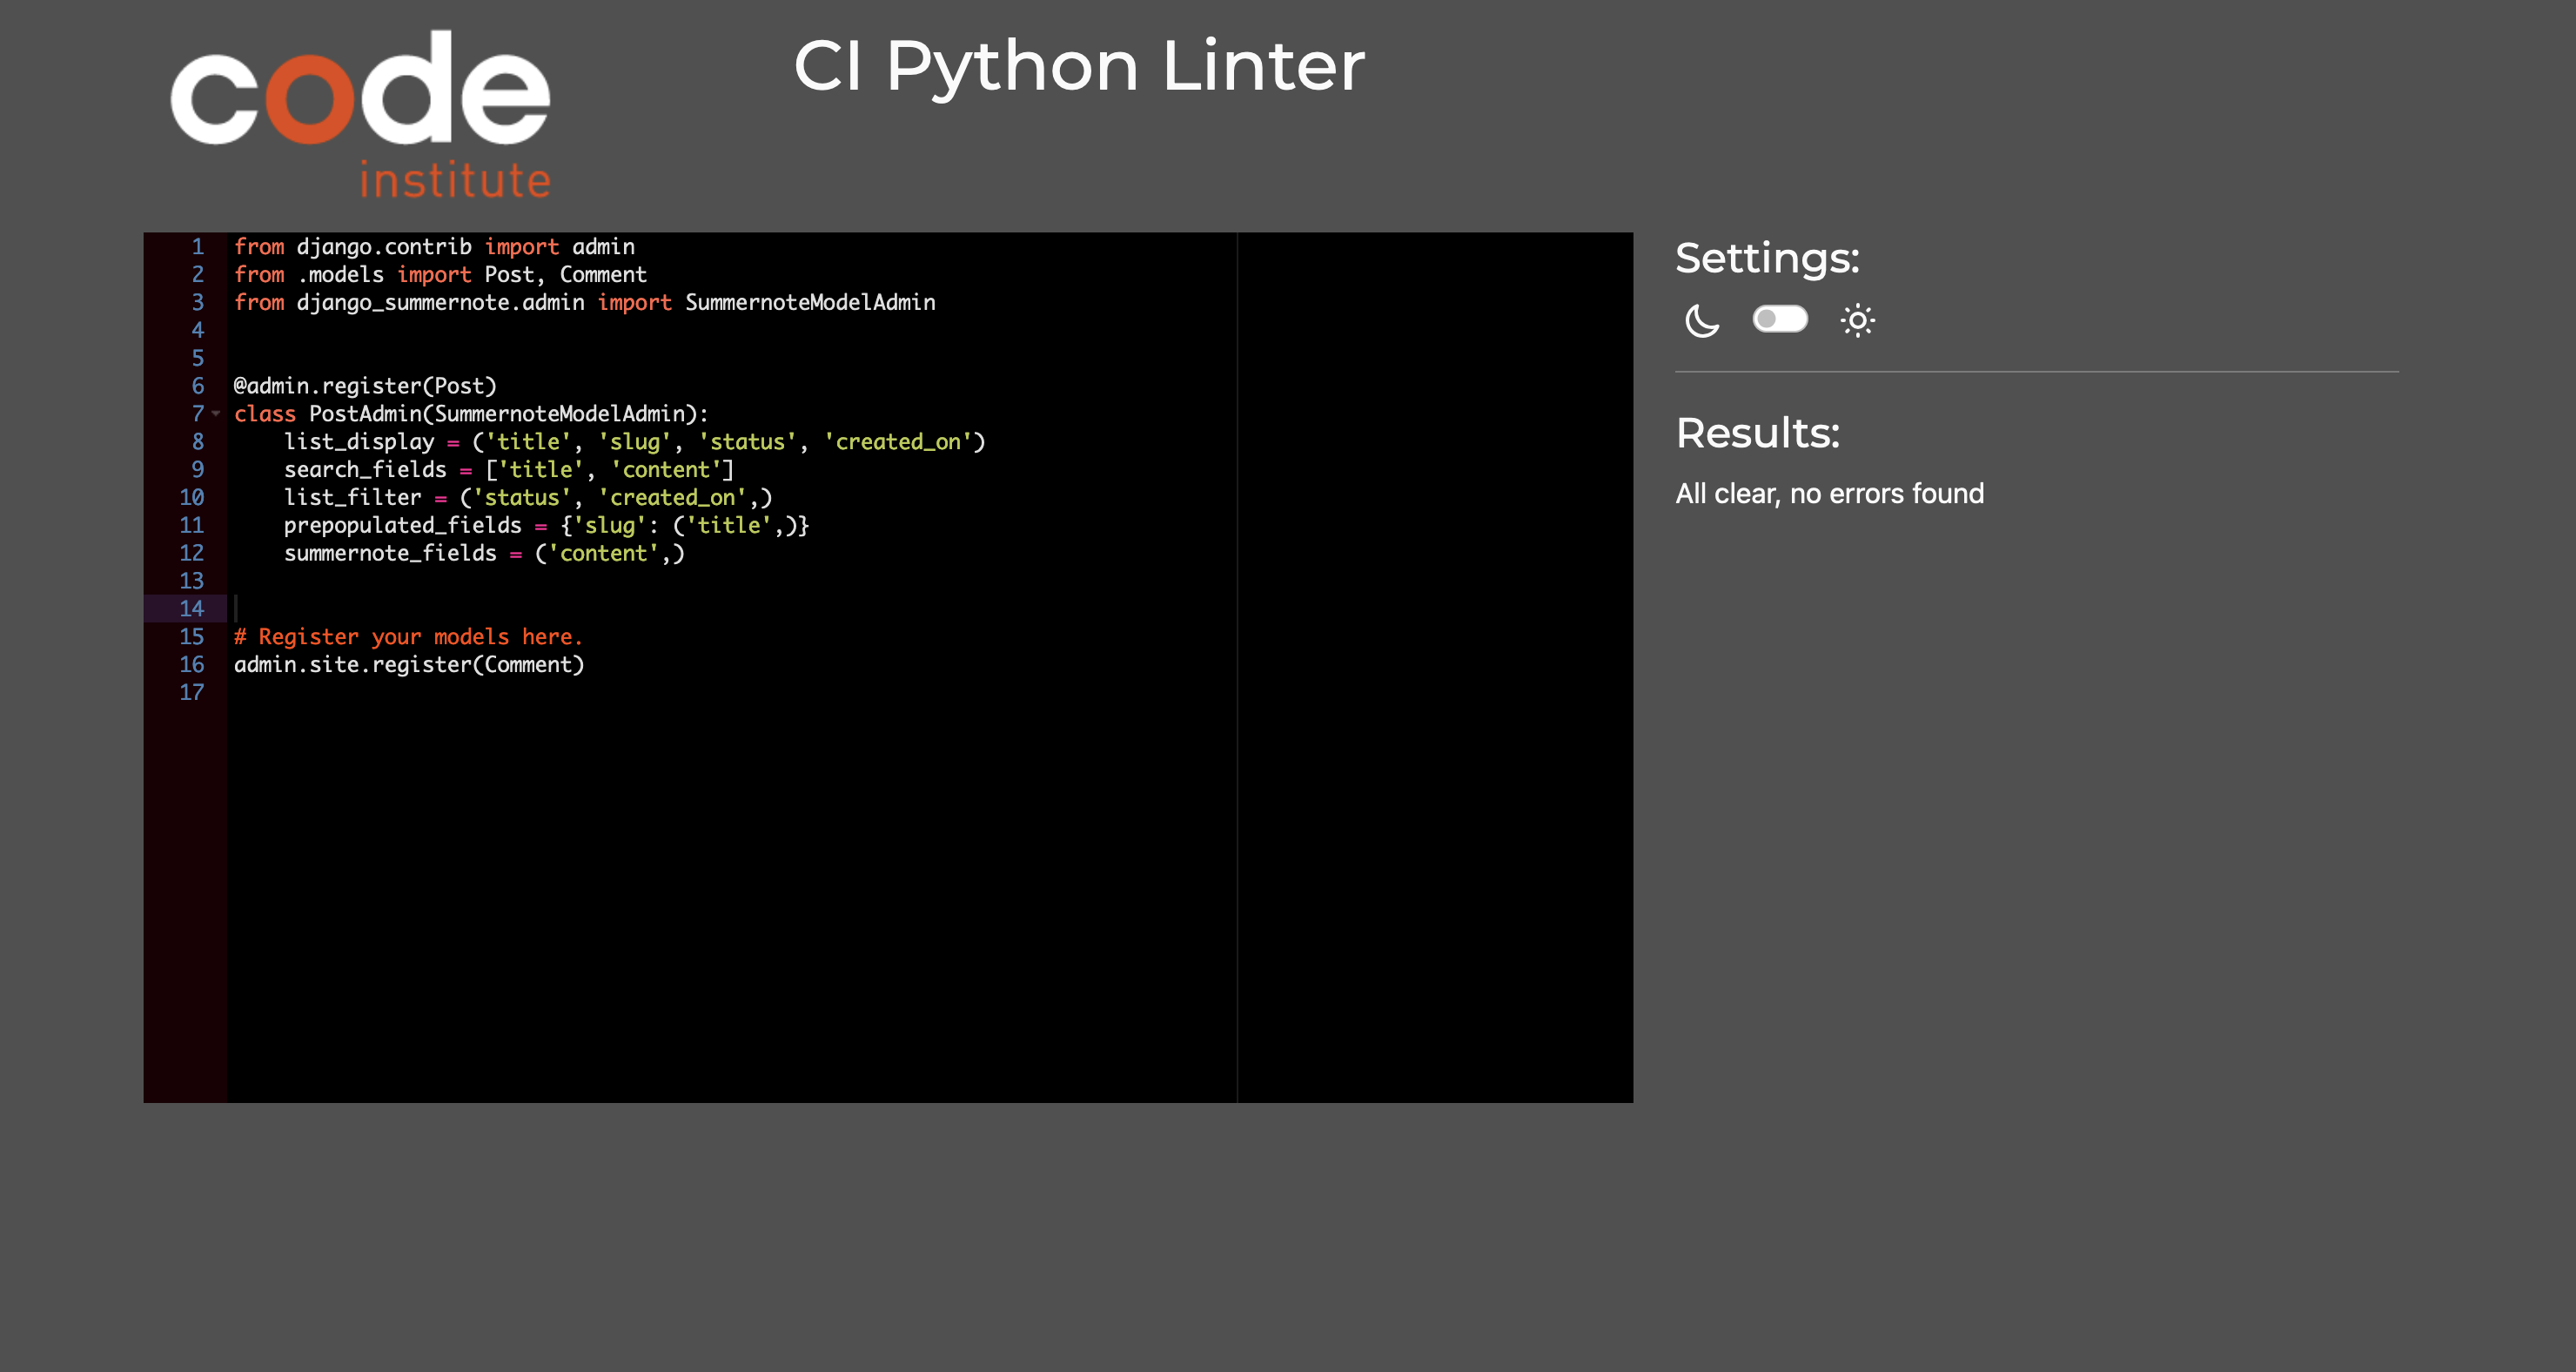 code
institute
CI Python Linter
1 from django.contrib import admin
2 from .models import Post, Comment
3 from django_summernote.admin import SummernoteModelAdmin
4
5
6 @admin.register(Post)
7 class PostAdmin(SummernoteModelAdmin):
8     list_display = ('title', 'slug', 'status', 'created_on')
9     search_fields = ['title', 'content']
10     list_filter = ('status', 'created_on',)
11     prepopulated_fields = {'slug': ('title',)}
12     summernote_fields = ('content',)
13
14
15 # Register your models here.
16 admin.site.register(Comment)
17
Settings:
Results:
All clear, no errors found